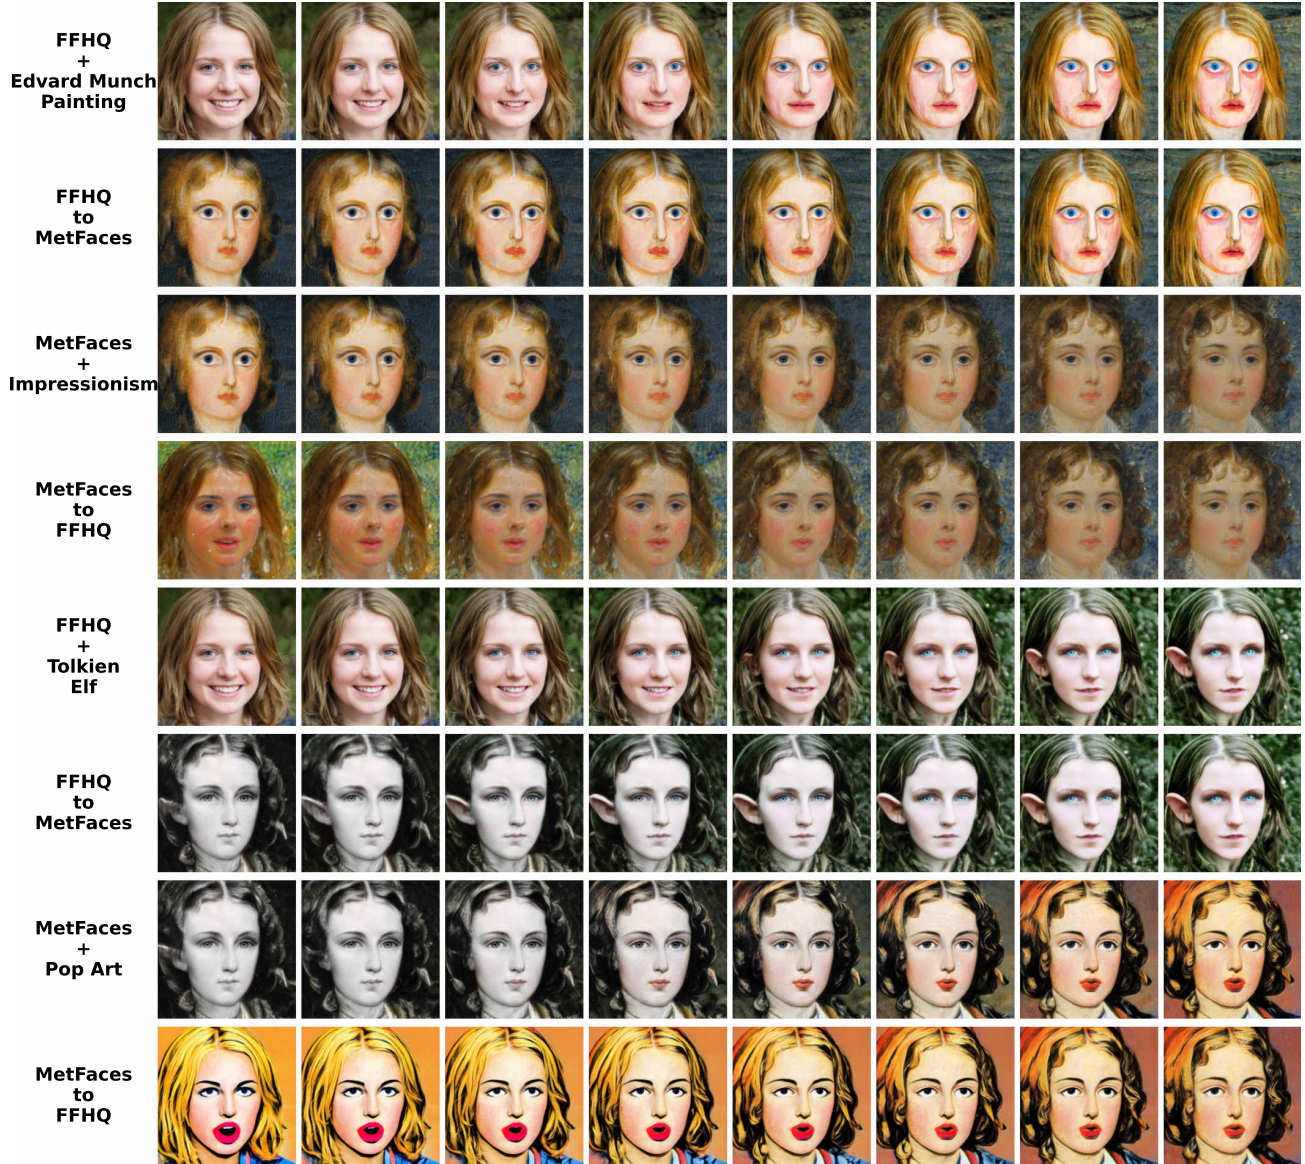 FFHQ
+
Edvard Munch
Painting
FFHQ
to
MetFaces
MetFaces
+
Impressionism
MetFaces
to
FFHQ
FFHQ
+
Tolkien
Elf
FFHQ
to
MetFaces
MetFaces
+
Pop Art
MetFaces
to
FFHQ